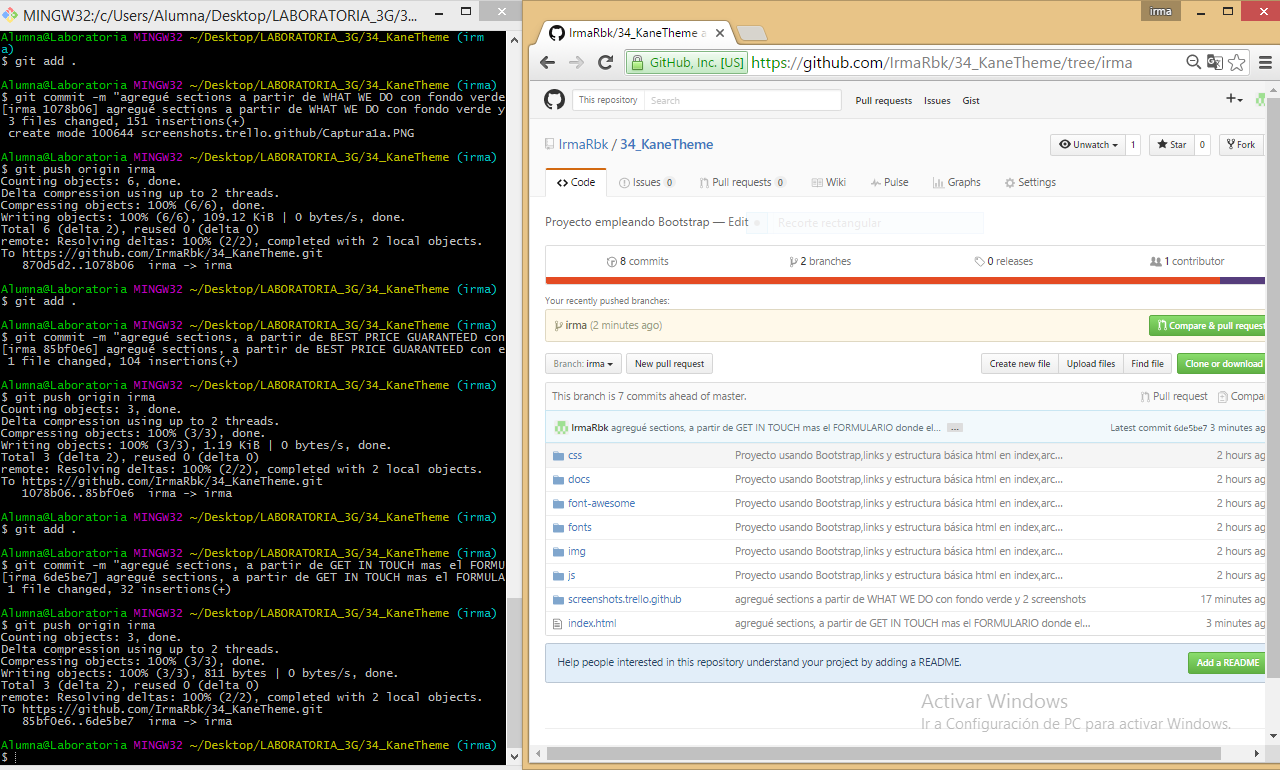 MINGW32:/c/Users/Alumna/Desktop/LABORATORIA_3G/3...
Alumna@Laboratoria MINGW32 ~/Desktop/LABORATORIA_3G/34_KaneTheme (irm
a)
$ git add .
Alumna@Laboratoria MINGW32 ~/Desktop/LABORATORIA_3G/34_KaneTheme (irma)
$ git commit -m "agregué sections a partir de WHAT WE DO con fondo verde
[irma 1078b06] agregué sections a partir de WHAT WE DO con fondo verde y
3 files changed, 151 insertions(+)
create mode 100644 screenshots.trello.github/Captura1a.PNG
Alumna@Laboratoria MINGW32 ~/Desktop/LABORATORIA_3G/34_KaneTheme (irma)
$ git push origin irma
Counting objects: 6, done.
Delta compression using up to 2 threads.
Compressing objects: 100% (6/6), done.
Writing objects: 100% (6/6), 109.12 KiB | 0 bytes/s, done.
Total 6 (delta 2), reused 0 (delta 0)
remote: Resolving deltas: 100% (2/2), completed with 2 local objects.
To https://github.com/IrmaRbk/34_KaneTheme.git
870d5d2..1078b06 irma -> irma
Alumna@Laboratoria MINGW32 ~/Desktop/LABORATORIA_3G/34_KaneTheme (irma)
$ git add .
Alumna@Laboratoria MINGW32 ~/Desktop/LABORATORIA_3G/34_KaneTheme (irma)
$ git commit -m "agregué sections, a partir de BEST PRICE GUARANTEED con
[irma 85bf0e6] agregué sections, a partir de BEST PRICE GUARANTEED con e
1 file changed, 104 insertions(+)
Alumna@Laboratoria MINGW32 ~/Desktop/LABORATORIA_3G/34_KaneTheme (irma)
$ git push origin irma
Counting objects: 3, done.
Delta compression using up to 2 threads.
Compressing objects: 100% (3/3), done.
Writing objects: 100% (3/3), 1.19 KiB | 0 bytes/s, done.
Total 3 (delta 2), reused 0 (delta 0)
remote: Resolving deltas: 100% (2/2), completed with 2 local objects.
To https://github.com/IrmaRbk/34_KaneTheme.git
1078b06..85bf0e6 irma -> irma
Alumna@Laboratoria MINGW32 ~/Desktop/LABORATORIA_3G/34_KaneTheme (irma)
$ git add .
Alumna@Laboratoria MINGW32 ~/Desktop/LABORATORIA_3G/34_KaneTheme (irma)
$ git commit -m "agregué sections, a partir de GET IN TOUCH mas el FORMU
[irma 6de5be7] agregué sections, a partir de GET IN TOUCH mas el FORMULA
1 file changed, 32 insertions(+)
Alumna@Laboratoria MINGW32 ~/Desktop/LABORATORIA_3G/34_KaneTheme (irma)
$ git push origin irma
Counting objects: 3, done.
Delta compression using up to 2 threads.
Compressing objects: 100% (3/3), done.
Writing objects: 100% (3/3), 811 bytes | 0 bytes/s, done.
Total 3 (delta 2), reused 0 (delta 0)
remote: Resolving deltas: 100% (2/2), completed with 2 local objects.
To https://github.com/IrmaRbk/34_KaneTheme.git
85bf0e6..6de5be7 irma -> irma
Alumna@Laboratoria MINGW32 ~/Desktop/LABORATORIA_3G/34_KaneTheme (irma)
$
irma
IrmaRbk/34_KaneTheme a
GitHub, Inc. [US] https://github.com/IrmaRbk/34_KaneTheme/tree/irma
This repository Search Pull requests Issues Gist
IrmaRbk / 34_KaneTheme Unwatch 1 Star 0 Fork
Code Issues 0 Pull requests 0 Wiki Pulse Graphs Settings
Proyecto empleando Bootstrap — Edit Recorte rectangular
8 commits 2 branches 0 releases 1 contributor
Your recently pushed branches:
irma (2 minutes ago) Compare & pull request
Branch: irma New pull request Create new file Upload files Find file Clone or download
This branch is 7 commits ahead of master. Pull request Compar
IrmaRbk agregué sections, a partir de GET IN TOUCH mas el FORMULARIO donde el... ... Latest commit 6de5be7 3 minutes ag
css Proyecto usando Bootstrap,links y estructura básica html en index,arc... 2 hours ag
docs Proyecto usando Bootstrap,links y estructura básica html en index,arc... 2 hours ag
font-awesome Proyecto usando Bootstrap,links y estructura básica html en index,arc... 2 hours ag
fonts Proyecto usando Bootstrap,links y estructura básica html en index,arc... 2 hours ag
img Proyecto usando Bootstrap,links y estructura básica html en index,arc... 2 hours ag
js Proyecto usando Bootstrap,links y estructura básica html en index,arc... 2 hours ag
screenshots.trello.github agregué sections a partir de WHAT WE DO con fondo verde y 2 screenshots 17 minutes ag
index.html agregué sections, a partir de GET IN TOUCH mas el FORMULARIO donde el... 3 minutes ag
Help people interested in this repository understand your project by adding a README. Add a README
Activar Windows
Ir a Configuración de PC para activar Windows.